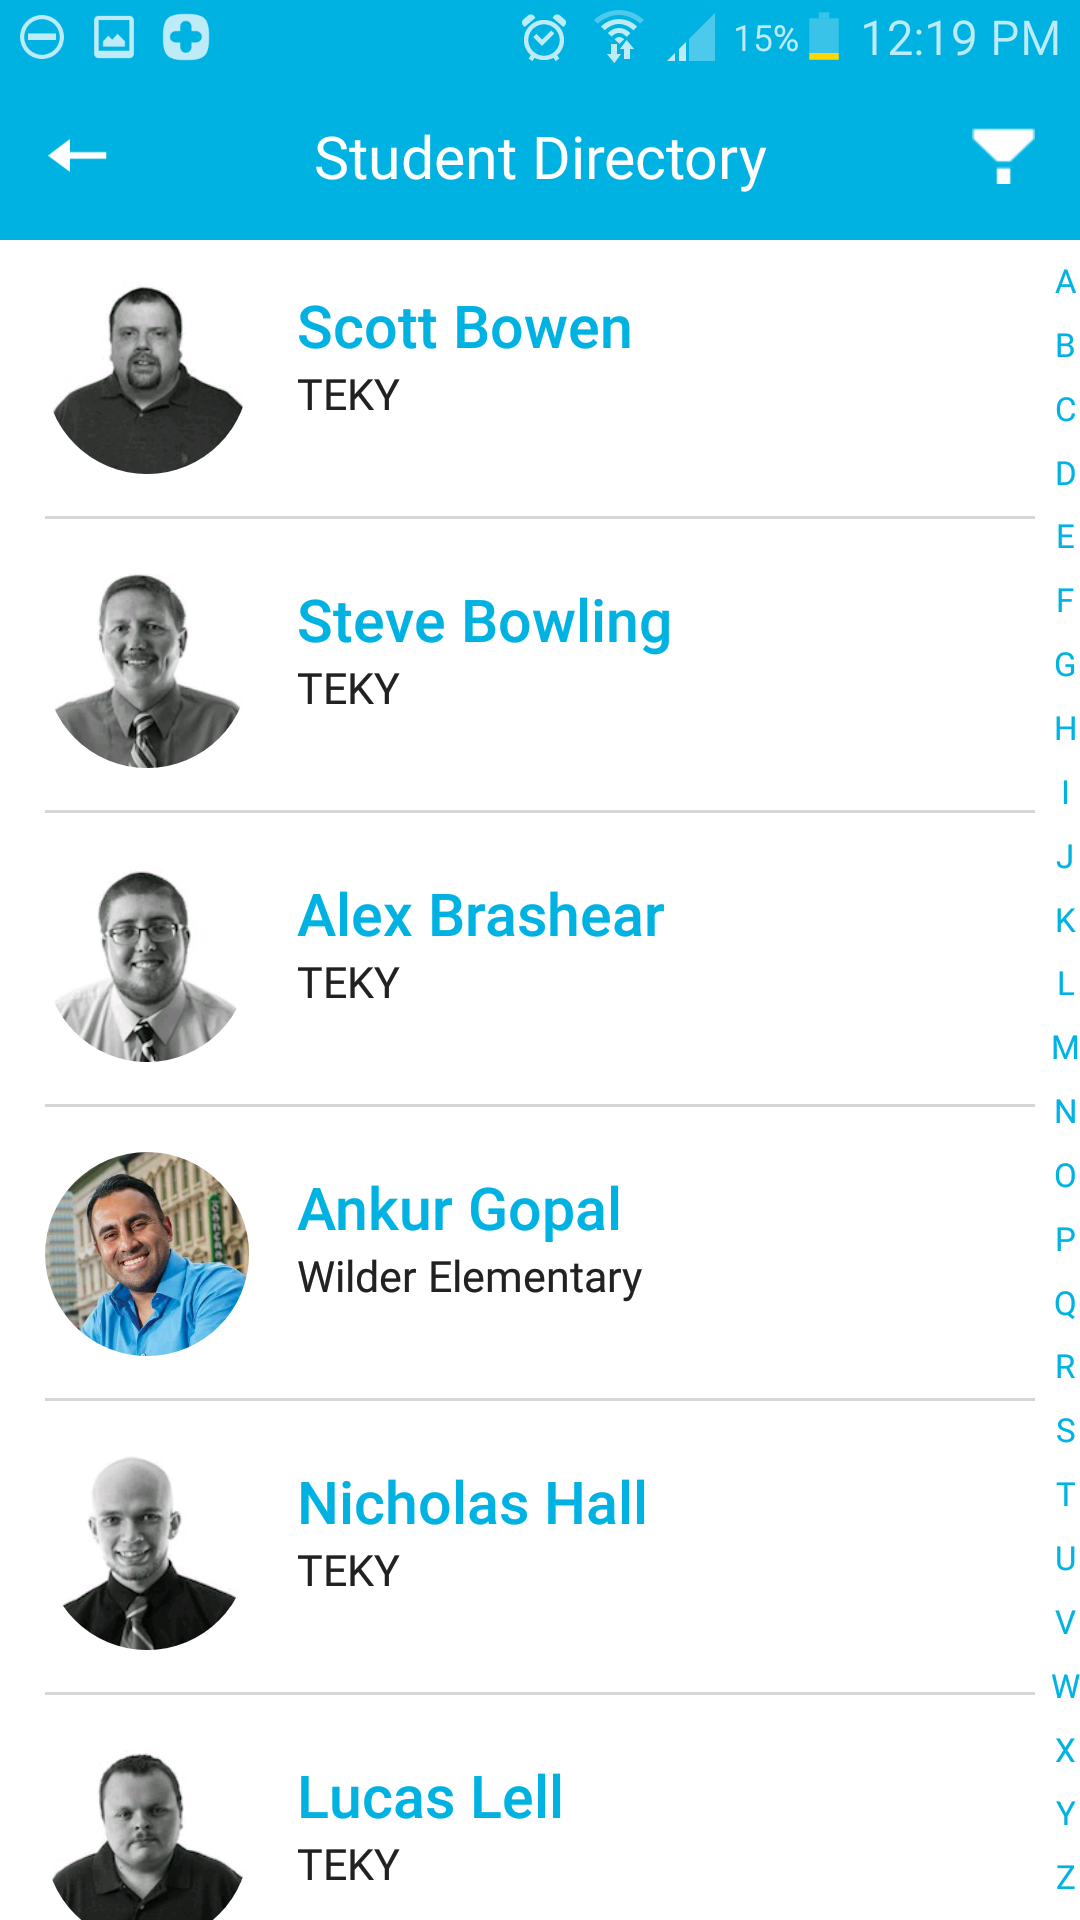 15% 12:19 PM
Student Directory
Scott Bowen
TEKY
Steve Bowling
TEKY
Alex Brashear
TEKY
Ankur Gopal
Wilder Elementary
Nicholas Hall
TEKY
Lucas Lell
TEKY
A
B
C
D
E
F
G
H
I
J
K
L
M
N
O
P
Q
R
S
T
U
V
W
X
Y
Z